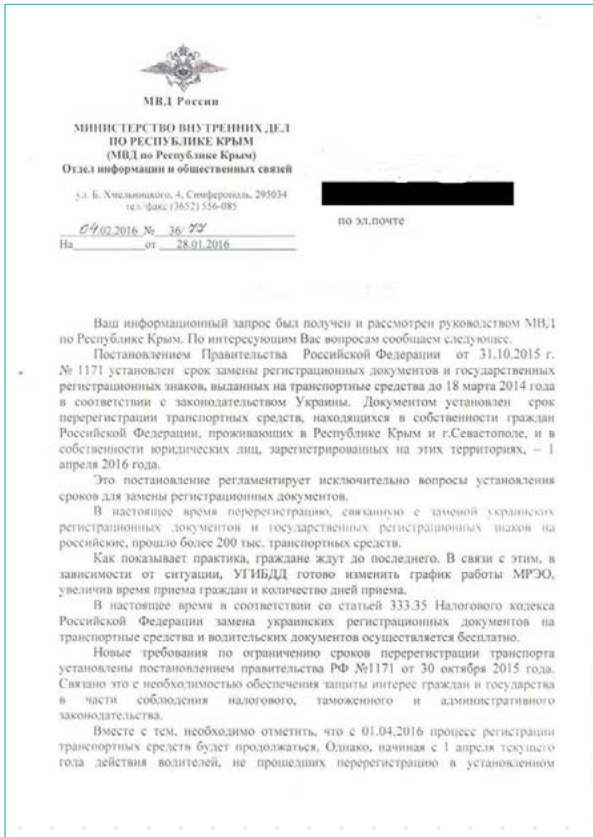 МВД России
МИНИСТЕРСТВО ВНУТРЕННИХ ДЕЛ
ПО РЕСПУБЛИКЕ КРЫМ
(МВД по Республике Крым)
Отдел информации и общественных связей
ул. Б. Хмельницкого, 4, Симферополь, 295034
тел./факс (3652) 556-085
04.02.2016 № 36/77
На от 28.01.2016
по эл.почте
Ваш информационный запрос был получен и рассмотрен руководством МВД
по Республике Крым. По интересующим Вас вопросам сообщаем следующее.
Постановлением Правительства Российской Федерации от 31.10.2015 г.
№ 1171 установлен срок замены регистрационных документов и государственных
регистрационных знаков, выданных на транспортные средства до 18 марта 2014 года
в соответствии с законодательством Украины. Документом установлен срок
перерегистрации транспортных средств, находящихся в собственности граждан
Российской Федерации, проживающих в Республике Крым и г.Севастополе, и в
собственности юридических лиц, зарегистрированных на этих территориях, – 1
апреля 2016 года.
Это постановление регламентирует исключительно вопросы установления
сроков для замены регистрационных документов.
В настоящее время перерегистрацию, связанную с заменой украинских
регистрационных документов и государственных регистрационных знаков на
российские, прошло более 200 тыс. транспортных средств.
Как показывает практика, граждане ждут до последнего. В связи с этим, в
зависимости от ситуации, УГИБДД готово изменить график работы МРЭО,
увеличив время приема граждан и количество дней приема.
В настоящее время в соответствии со статьей 333.35 Налогового кодекса
Российской Федерации замена украинских регистрационных документов на
транспортные средства и водительских документов осуществляется бесплатно.
Новые требования по ограничению сроков перерегистрации транспорта
установлены постановлением правительства РФ №1171 от 30 октября 2015 года.
Связано это с необходимостью обеспечения защиты интерес граждан и государства
в части соблюдения налогового, таможенного и административного
законодательства.
Вместе с тем, необходимо отметить, что с 01.04.2016 процесс регистрации
транспортных средств будет продолжаться. Однако, начиная с 1 апреля текущего
года действия водителей, не прошедших перерегистрацию в установленном